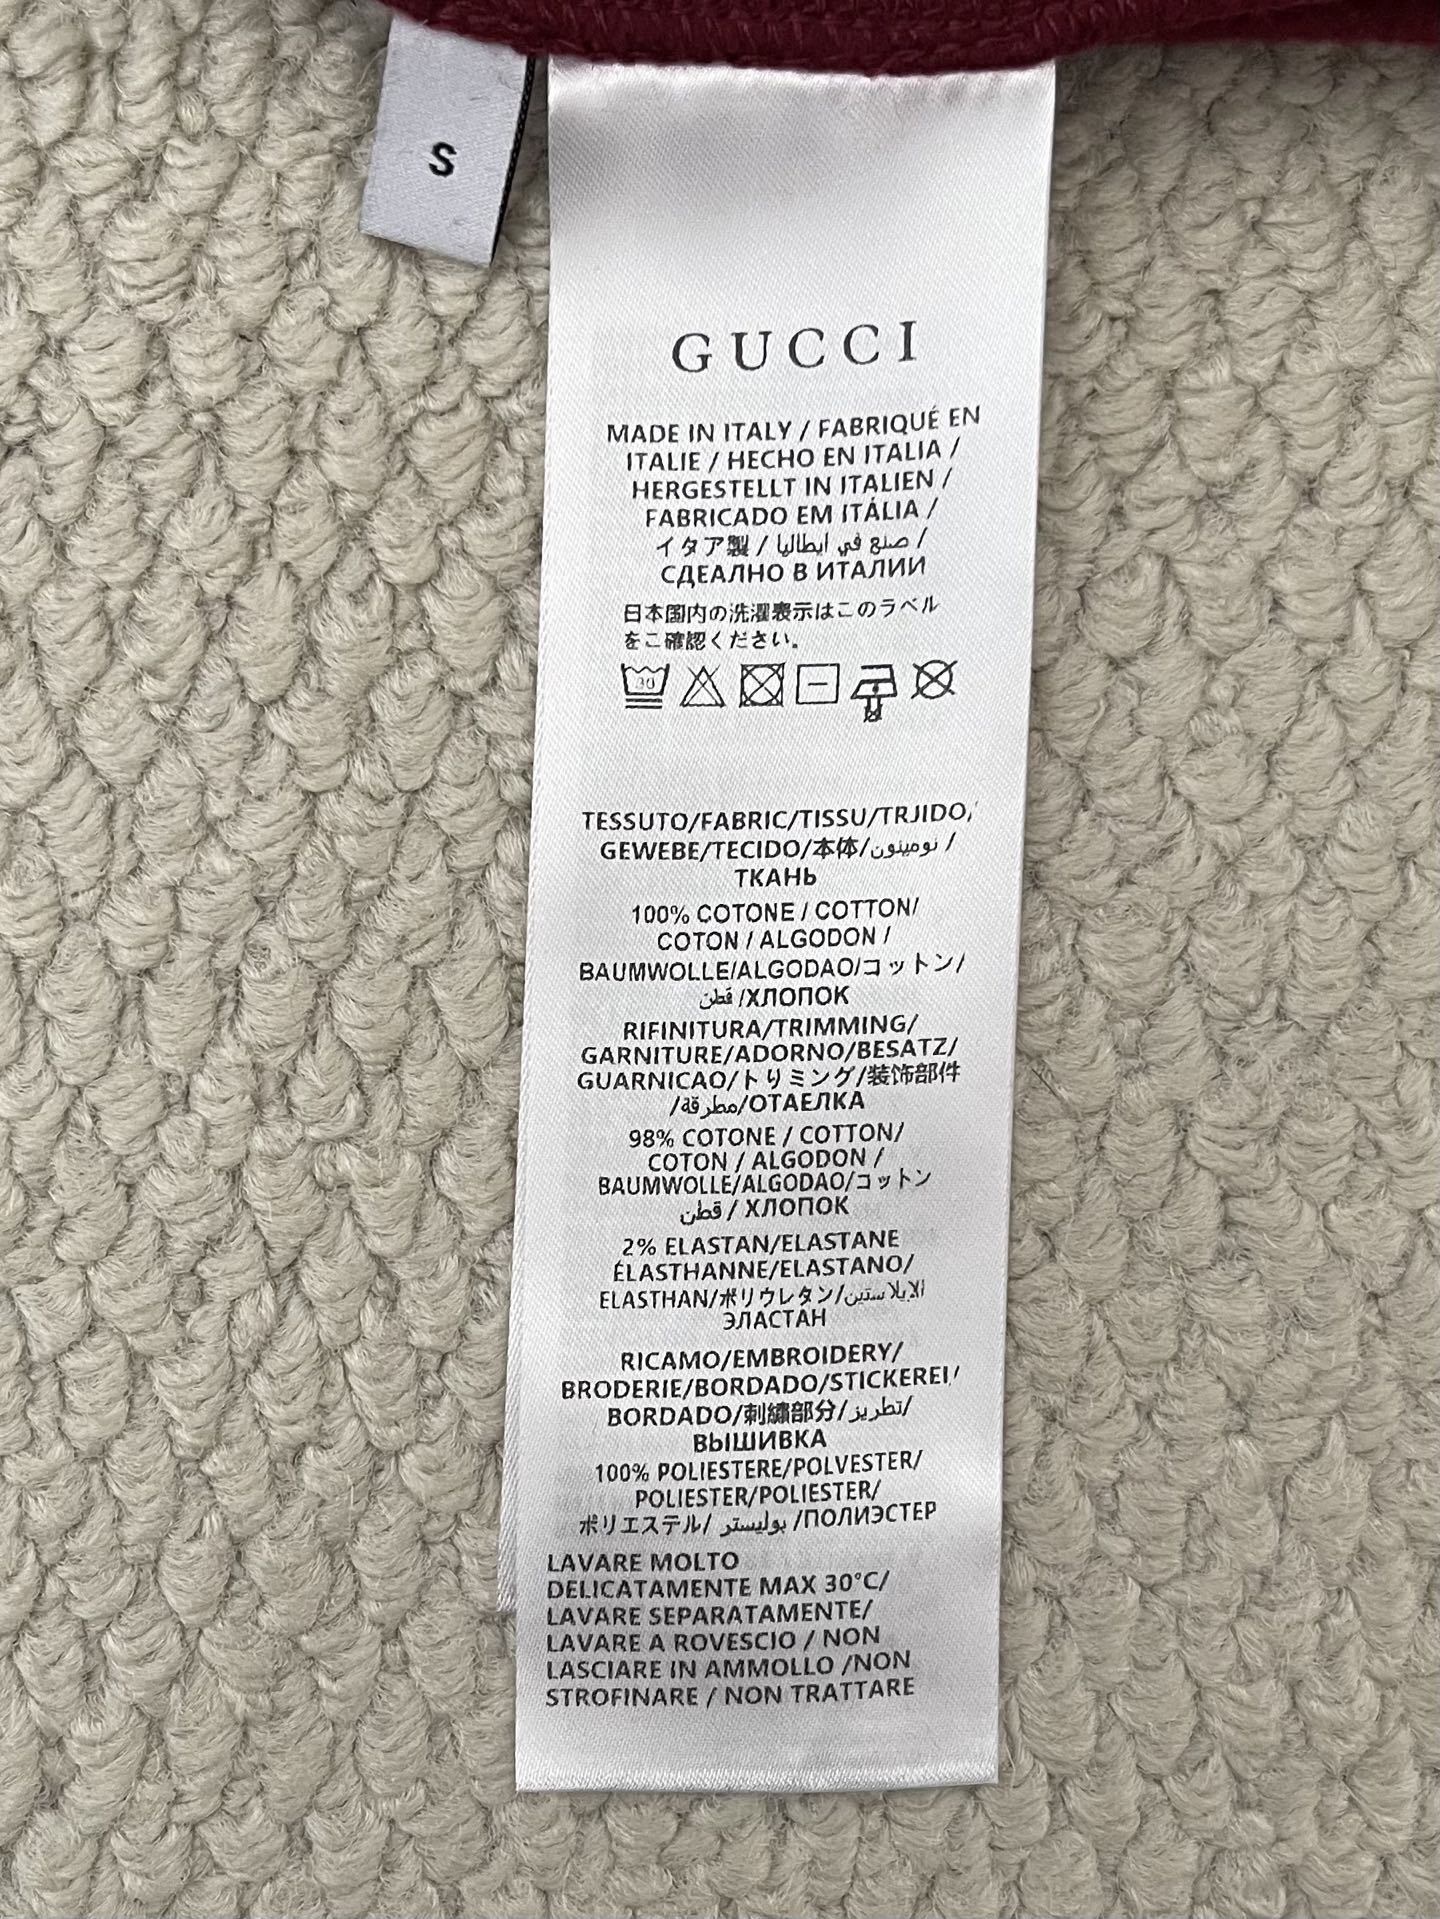 S
GUCCI
MADE IN ITALY / FABRIQUÉ EN
ITALIE / HECHO EN ITALIA /
HERGESTELLT IN ITALIEN /
FABRICADO EM ITÁLIA /
イタア製 / صنع في ايطاليا /
СДЕАЛНО В ИТАЛИИ
日本国内の洗濯表示はこのラベル
をご確認ください。
30
TESSUTO/FABRIC/TISSU/TRJIDO/
GEWEBE/TECIDO/本体/نومينون /
ТКАНЬ
100% COTONE / COTTON/
COTON / ALGODON /
BAUMWOLLE/ALGODAO/コットン/
قطن /ХЛОПОК
RIFINITURA/TRIMMING/
GARNITURE/ADORNO/BESATZ/
GUARNICAO/トリミング/装饰部件
/مطرقة/ОТАЕЛКА
98% COTONE / COTTON/
COTON / ALGODON /
BAUMWOLLE/ALGODAO/コットン
قطن / ХЛОПОК
2% ELASTAN/ELASTANE
ÉLASTHANNE/ELASTANO/
ELASTHAN/ポリウレタン/الايلاستين
ЭЛАСТАН
RICAMO/EMBROIDERY/
BRODERIE/BORDADO/STICKEREI/
BORDADO/刺繡部分/تطريز/
ВЫШИВКА
100% POLIESTERE/POLVESTER/
POLIESTER/POLIESTER/
ポリエステル/ بوليستر /ПОЛИЭСТЕР
LAVARE MOLTO
DELICATAMENTE MAX 30°C/
LAVARE SEPARATAMENTE/
LAVARE A ROVESCIO / NON
LASCIARE IN AMMOLLO /NON
STROFINARE / NON TRATTARE